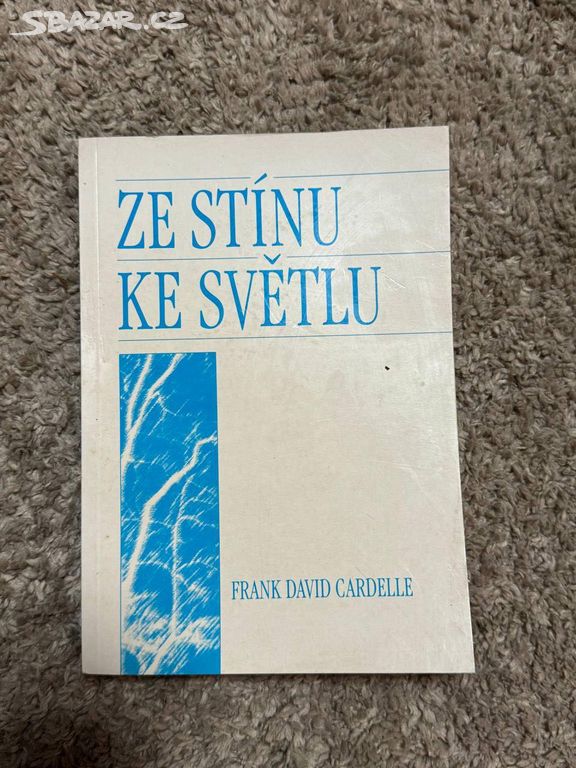 SBAZAR.CZ
ZE STÍNU
KE SVĚTLU
FRANK DAVID CARDELLE